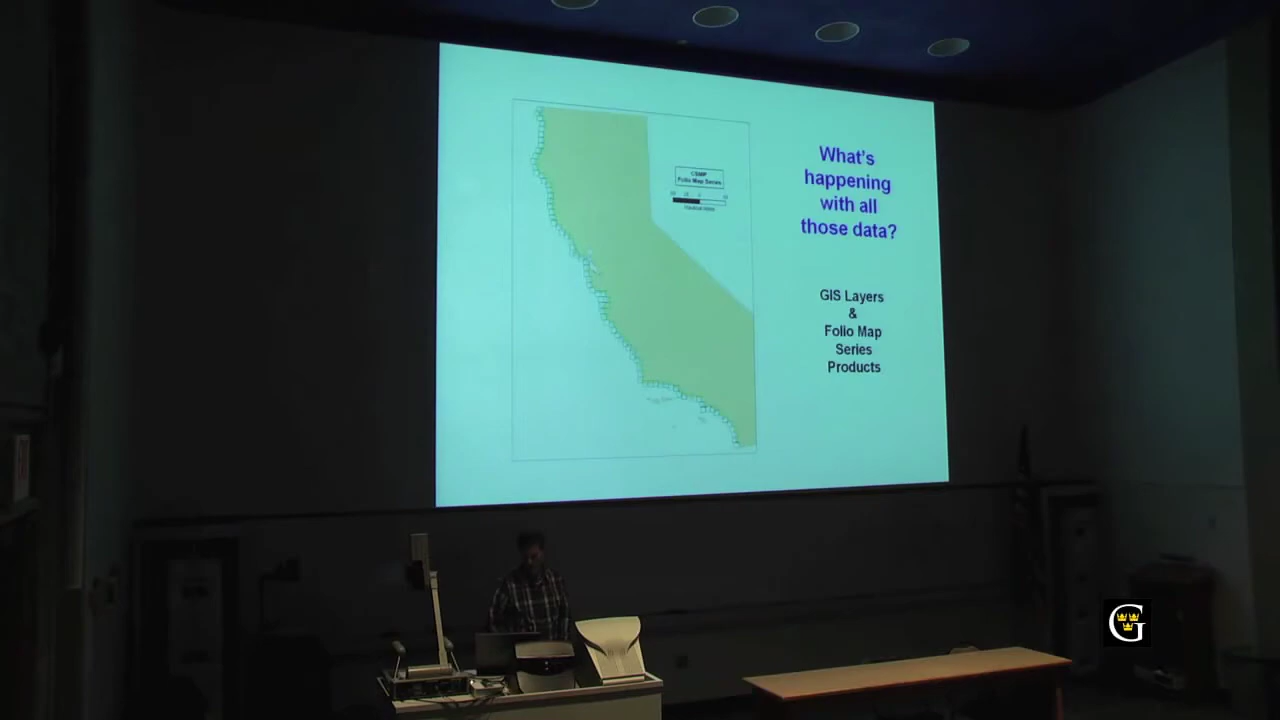 CSMP
Folio Map Series
What's
happening
with all
those data?
GIS Layers
&
Folio Map
Series
Products
G